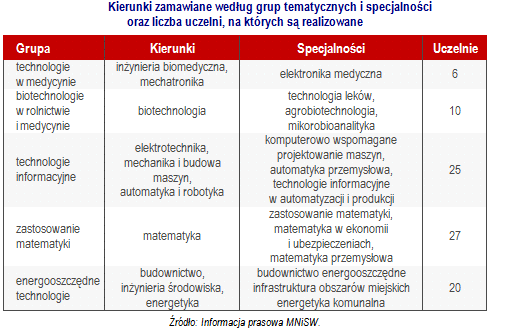 Kierunki zamawiane według grup tematycznych i specjalności
oraz liczba uczelni, na których są realizowane
Grupa Kierunki Specjalności Uczelnie
technologie
w medycynie
inżynieria biomedyczna,
mechatronika
elektronika medyczna
6
biotechnologie
w rolnictwie
i medycynie
biotechnologia
technologia leków,
agrobiotechnologia,
mikorobioanalityka
10
technologie
informacyjne
elektrotechnika,
mechanika i budowa
maszyn,
automatyka i robotyka
komputerowo wspomagane
projektowanie maszyn,
automatyka przemysłowa,
technologie informacyjne
w automatyzacji i produkcji
25
zastosowanie
matematyki
matematyka
zastosowanie matematyki,
matematyka w ekonomii
i ubezpieczeniach,
matematyka przemysłowa
27
energooszczędne
technologie
budownictwo,
inżynieria środowiska,
energetyka
budownictwo energooszczędne
infrastruktura obszarów miejskich
energetyka komunalna
20
Źródło: Informacja prasowa MNiSW.